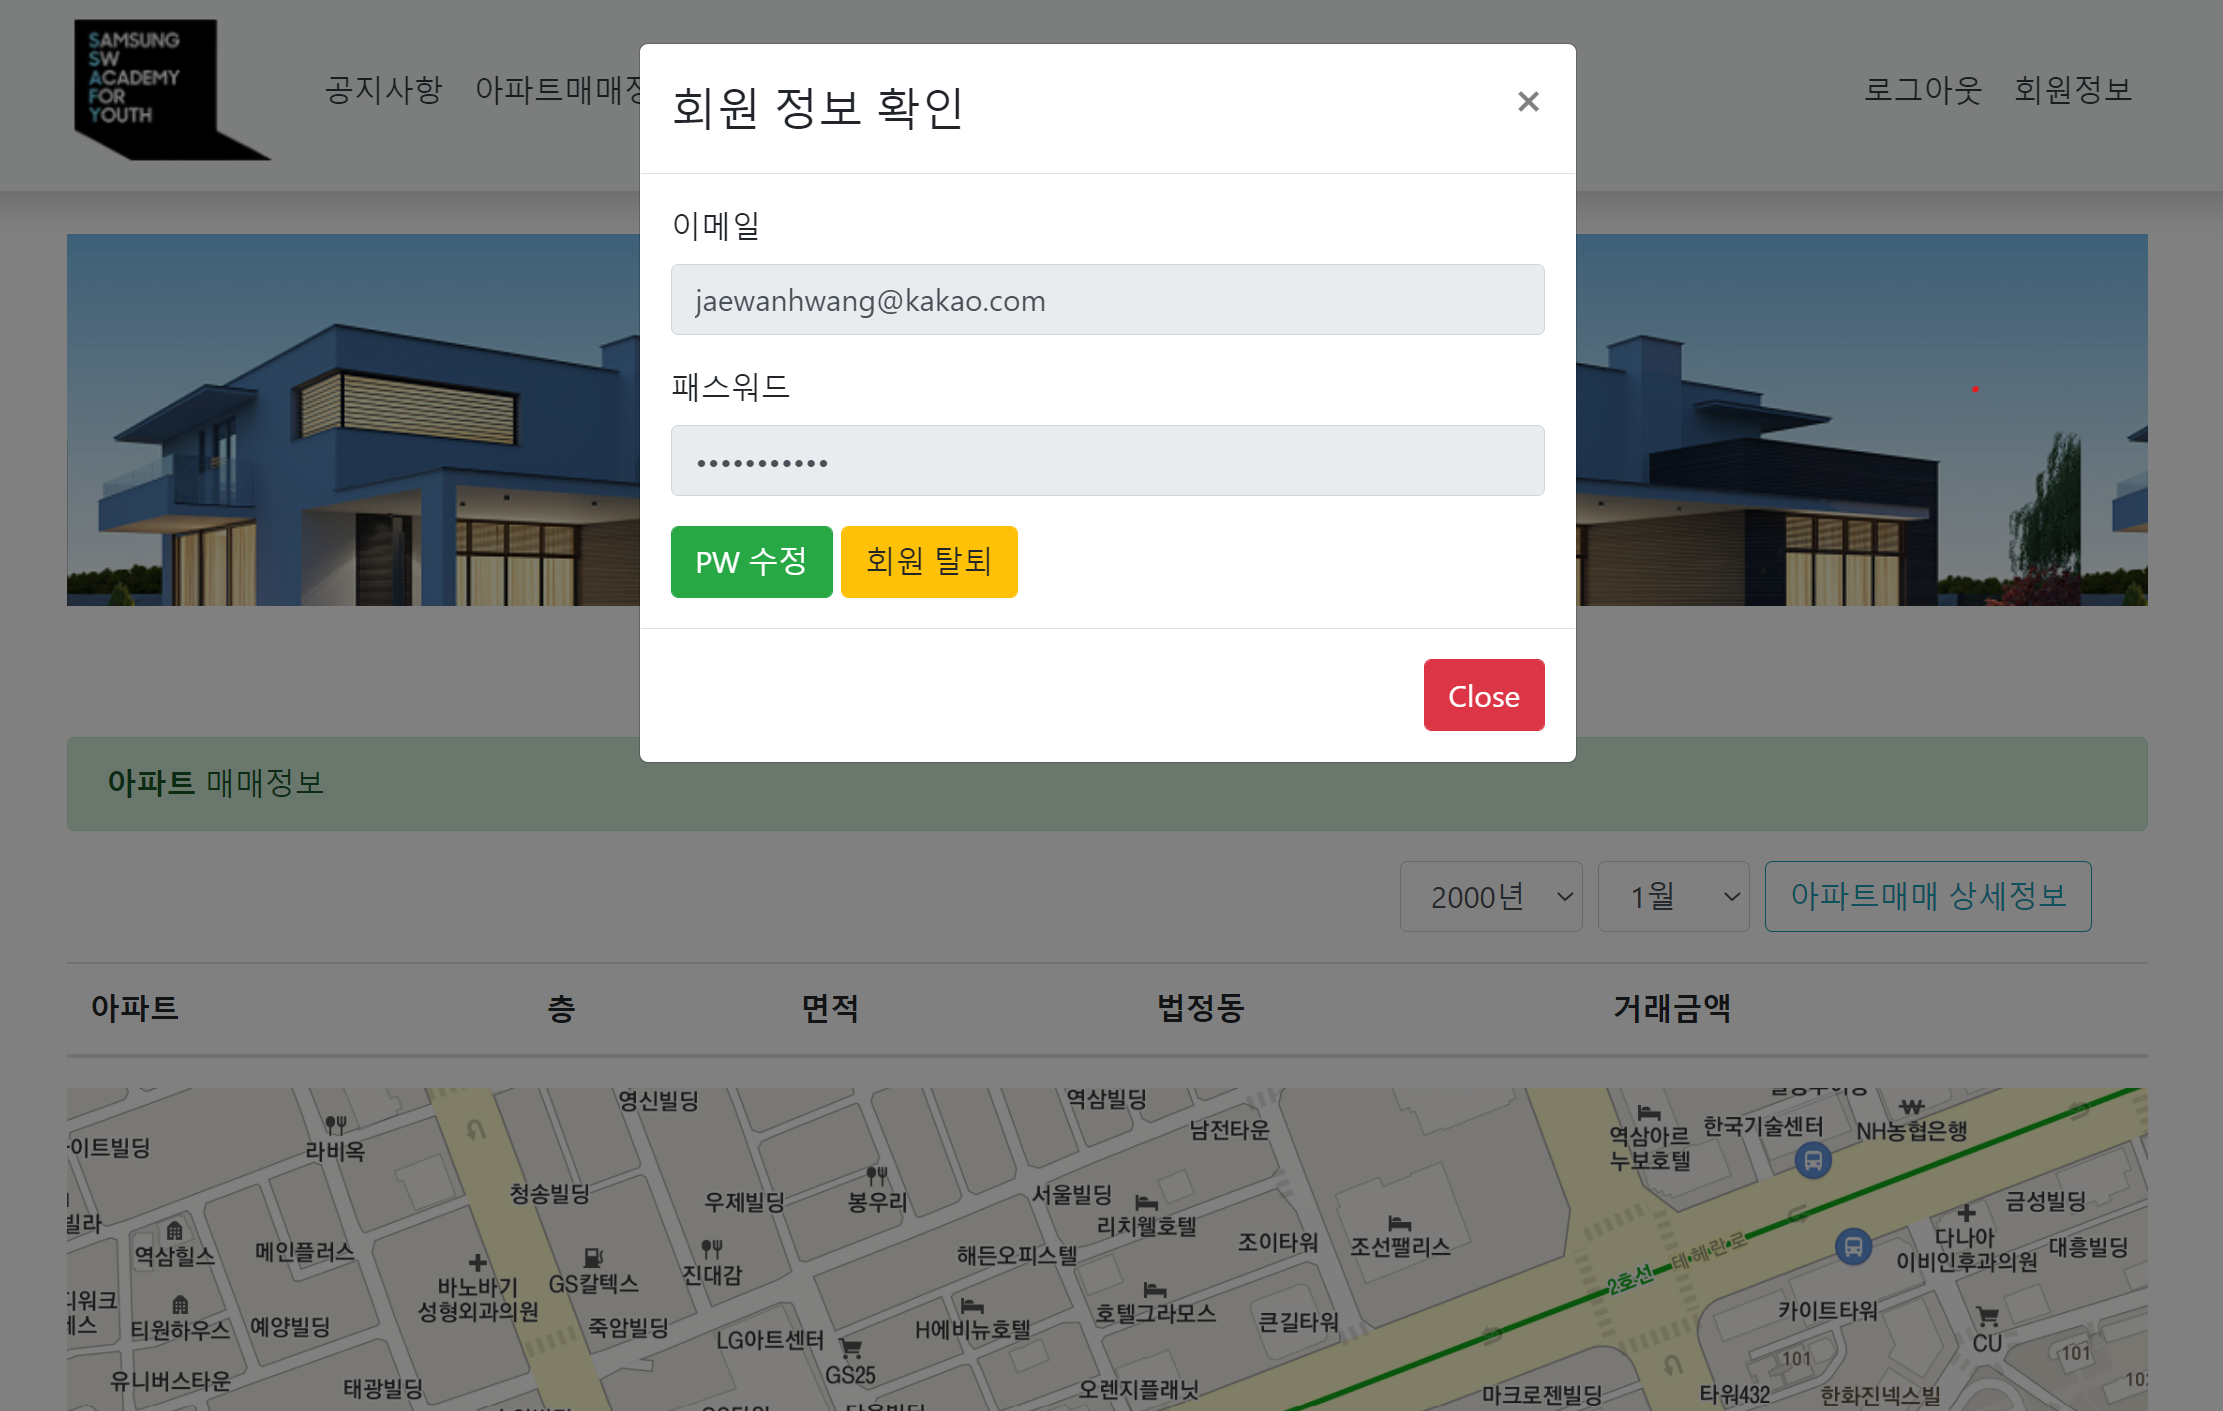 SAMSUNG
SW
ACADEMY
FOR
YOUTH
공지사항 아파트매매정
로그아웃 회원정보
회원 정보 확인
×
이메일
jaewanhwang@kakao.com
패스워드
•••••••••••
PW 수정 회원 탈퇴
Close
아파트 매매정보
2000년 1월 아파트매매 상세정보
아파트 층 면적 법정동 거래금액
영신빌딩
역삼빌딩
남전타운
역삼아르
누보호텔
한국기술센터
NH농협은행
이트빌딩
라비옥
청송빌딩
우제빌딩
봉우리
서울빌딩
리치웰호텔
금성빌딩
빌라
역삼힐스
메인플러스
바노바기
성형외과의원
GS칼텍스
진대감
해든오피스텔
조이타워
조선팰리스
테헤란로
2호선
다나아
이비인후과의원
대흥빌딩
디워크
티원하우스
예양빌딩
죽암빌딩
LG아트센터
H에비뉴호텔
호텔그라모스
큰길타워
카이트타워
CU
GS25
101
101
유니버스타운
태광빌딩
오렌지플래닛
마크로젠빌딩
타워432
한화진넥스빌